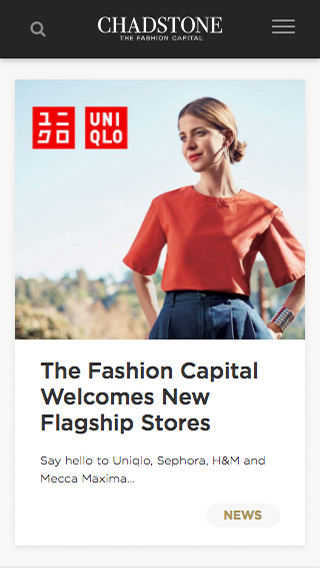 CHADSTONE
THE FASHION CAPITAL
ユニ UNI
クロ QLO
The Fashion Capital
Welcomes New
Flagship Stores
Say hello to Uniqlo, Sephora, H&M and
Mecca Maxima...
NEWS